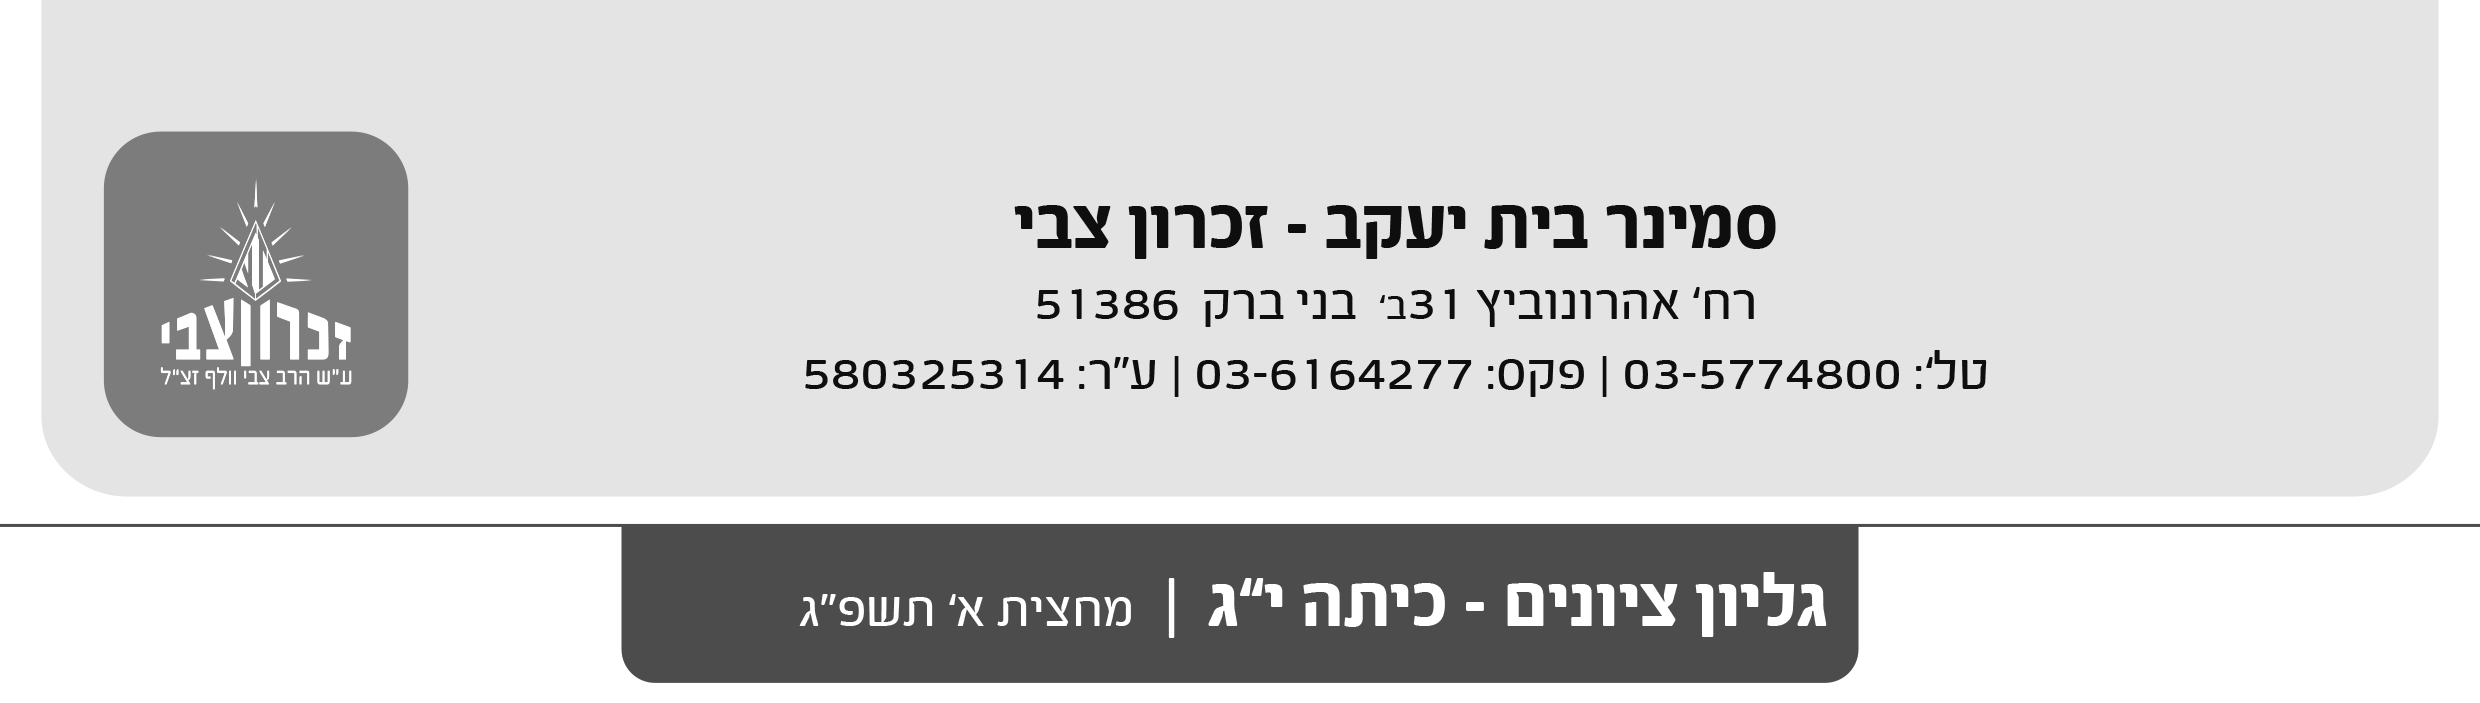 סמינר בית יעקב - זכרון צבי
רח' אהרונוביץ 31ב' בני ברק 51386
טל': 03-5774800 | פקס: 03-6164277 | ע"ר: 580325314
זכרון צבי
ע"ש הרב צבי וולף זצ"ל
גליון ציונים - כיתה י"ג | מחצית א' תשפ"ג